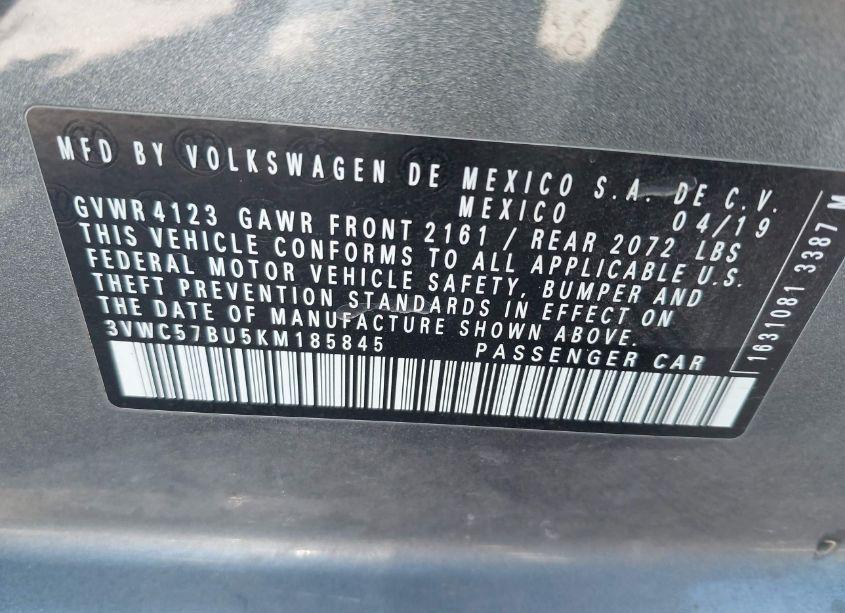 MFD BY VOLKSWAGEN DE MEXICO S.A. DE C.V.
MEXICO 04/19
GVWR 4123 GAWR FRONT 2161 / REAR 2072 LBS
THIS VEHICLE CONFORMS TO ALL APPLICABLE U.S.
FEDERAL MOTOR VEHICLE SAFETY, BUMPER AND
THEFT PREVENTION STANDARDS IN EFFECT ON
THE DATE OF MANUFACTURE SHOWN ABOVE.
3VWC57BU5KM185845 PASSENGER CAR
1631081 3387 M